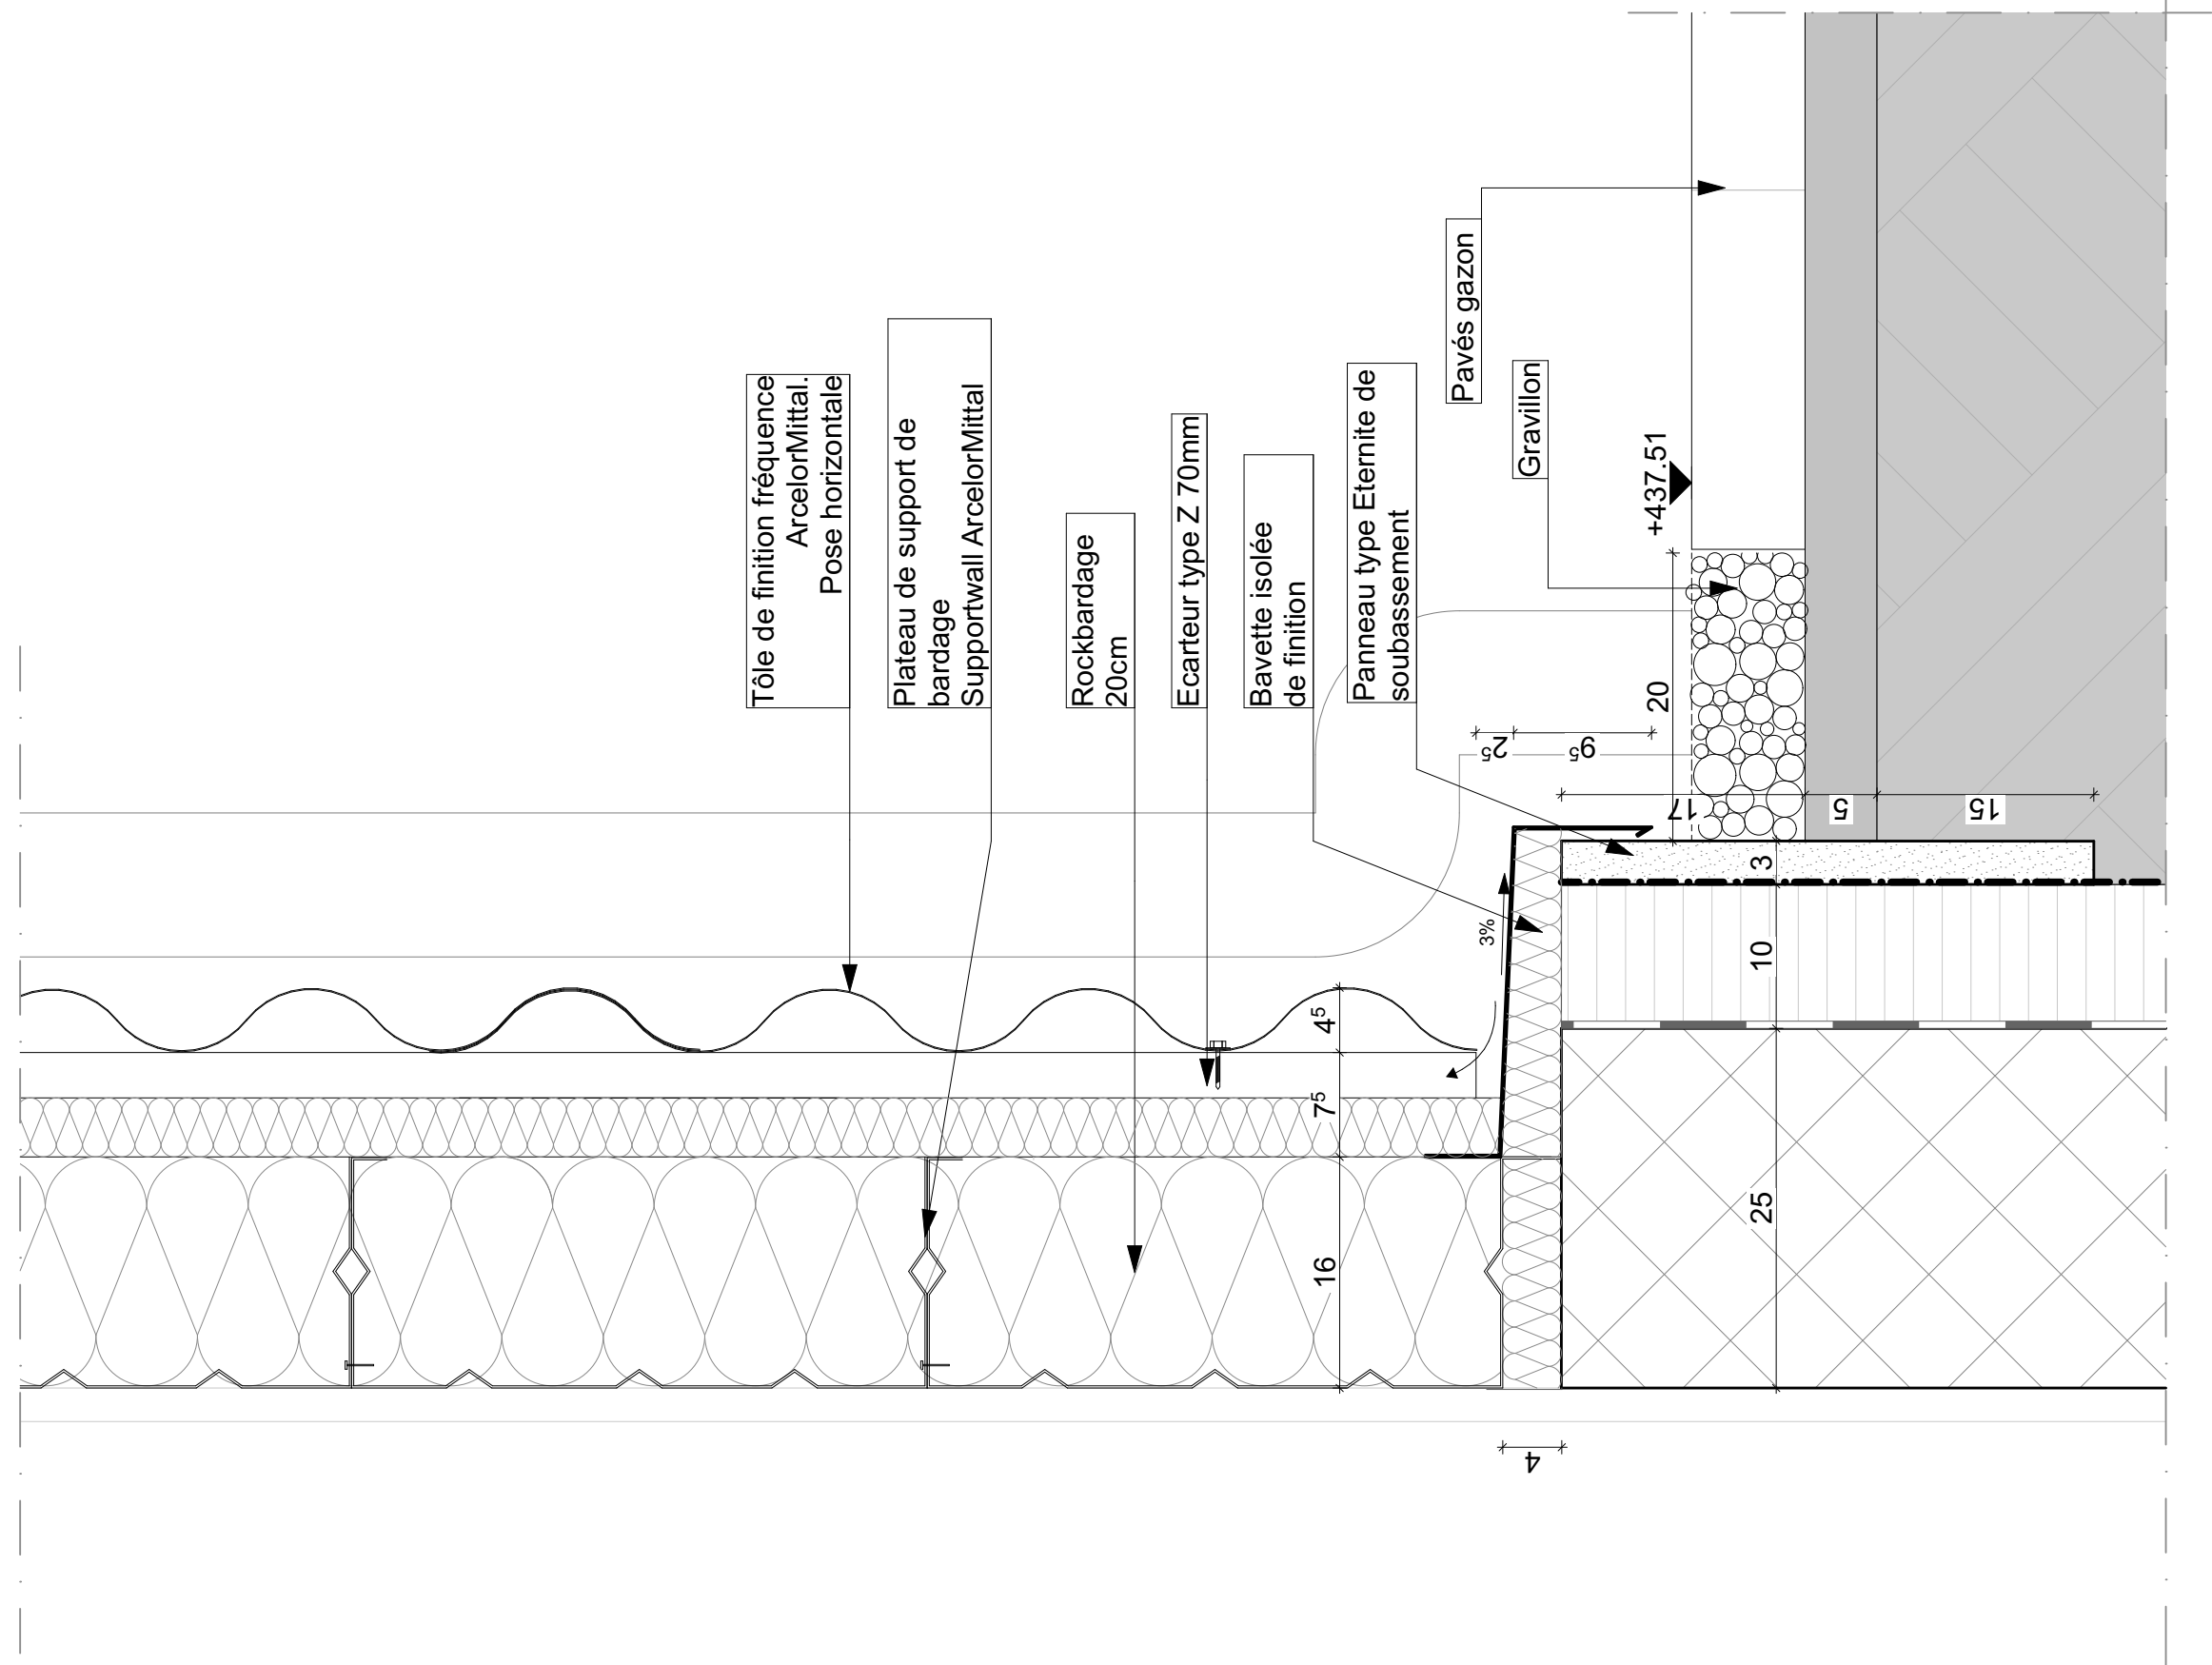 Tôle de finition fréquence
ArcelorMittal.
Pose horizontale
Plateau de support de
bardage
Supportwall ArcelorMittal
Rockbardage
20cm
Ecarteur type Z 70mm
Bavette isolée
de finition
Panneau type Eternite de
soubassement
Pavés gazon
Gravillon
+437.51
20
2⁵
9⁵
17
5
15
3
10
25
3%
4⁵
7⁵
16
4